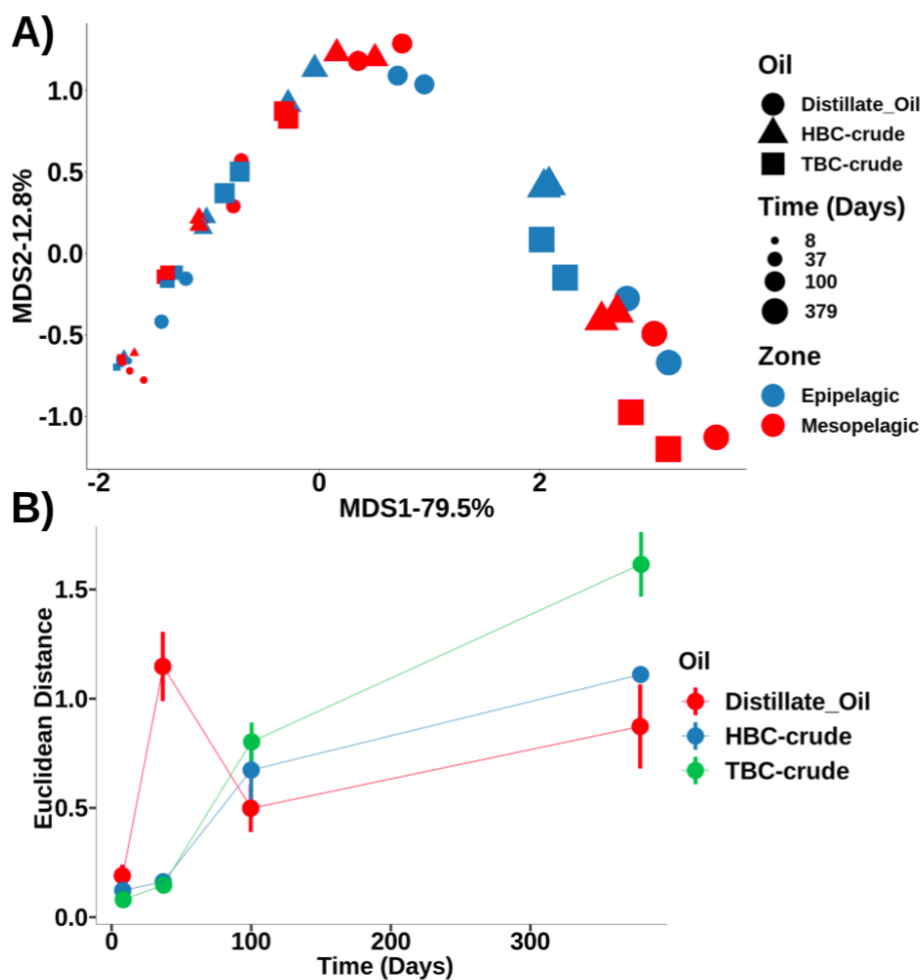 A)
1.0
0.5
0.0
-0.5
-1.0
MDS2-12.8%
-2
0
2
MDS1-79.5%
Oil
Distillate_Oil
HBC-crude
TBC-crude
Time (Days)
8
37
100
379
Zone
Epipelagic
Mesopelagic
B)
1.5
1.0
0.5
0.0
Euclidean Distance
0
100
200
300
Time (Days)
Oil
Distillate_Oil
HBC-crude
TBC-crude